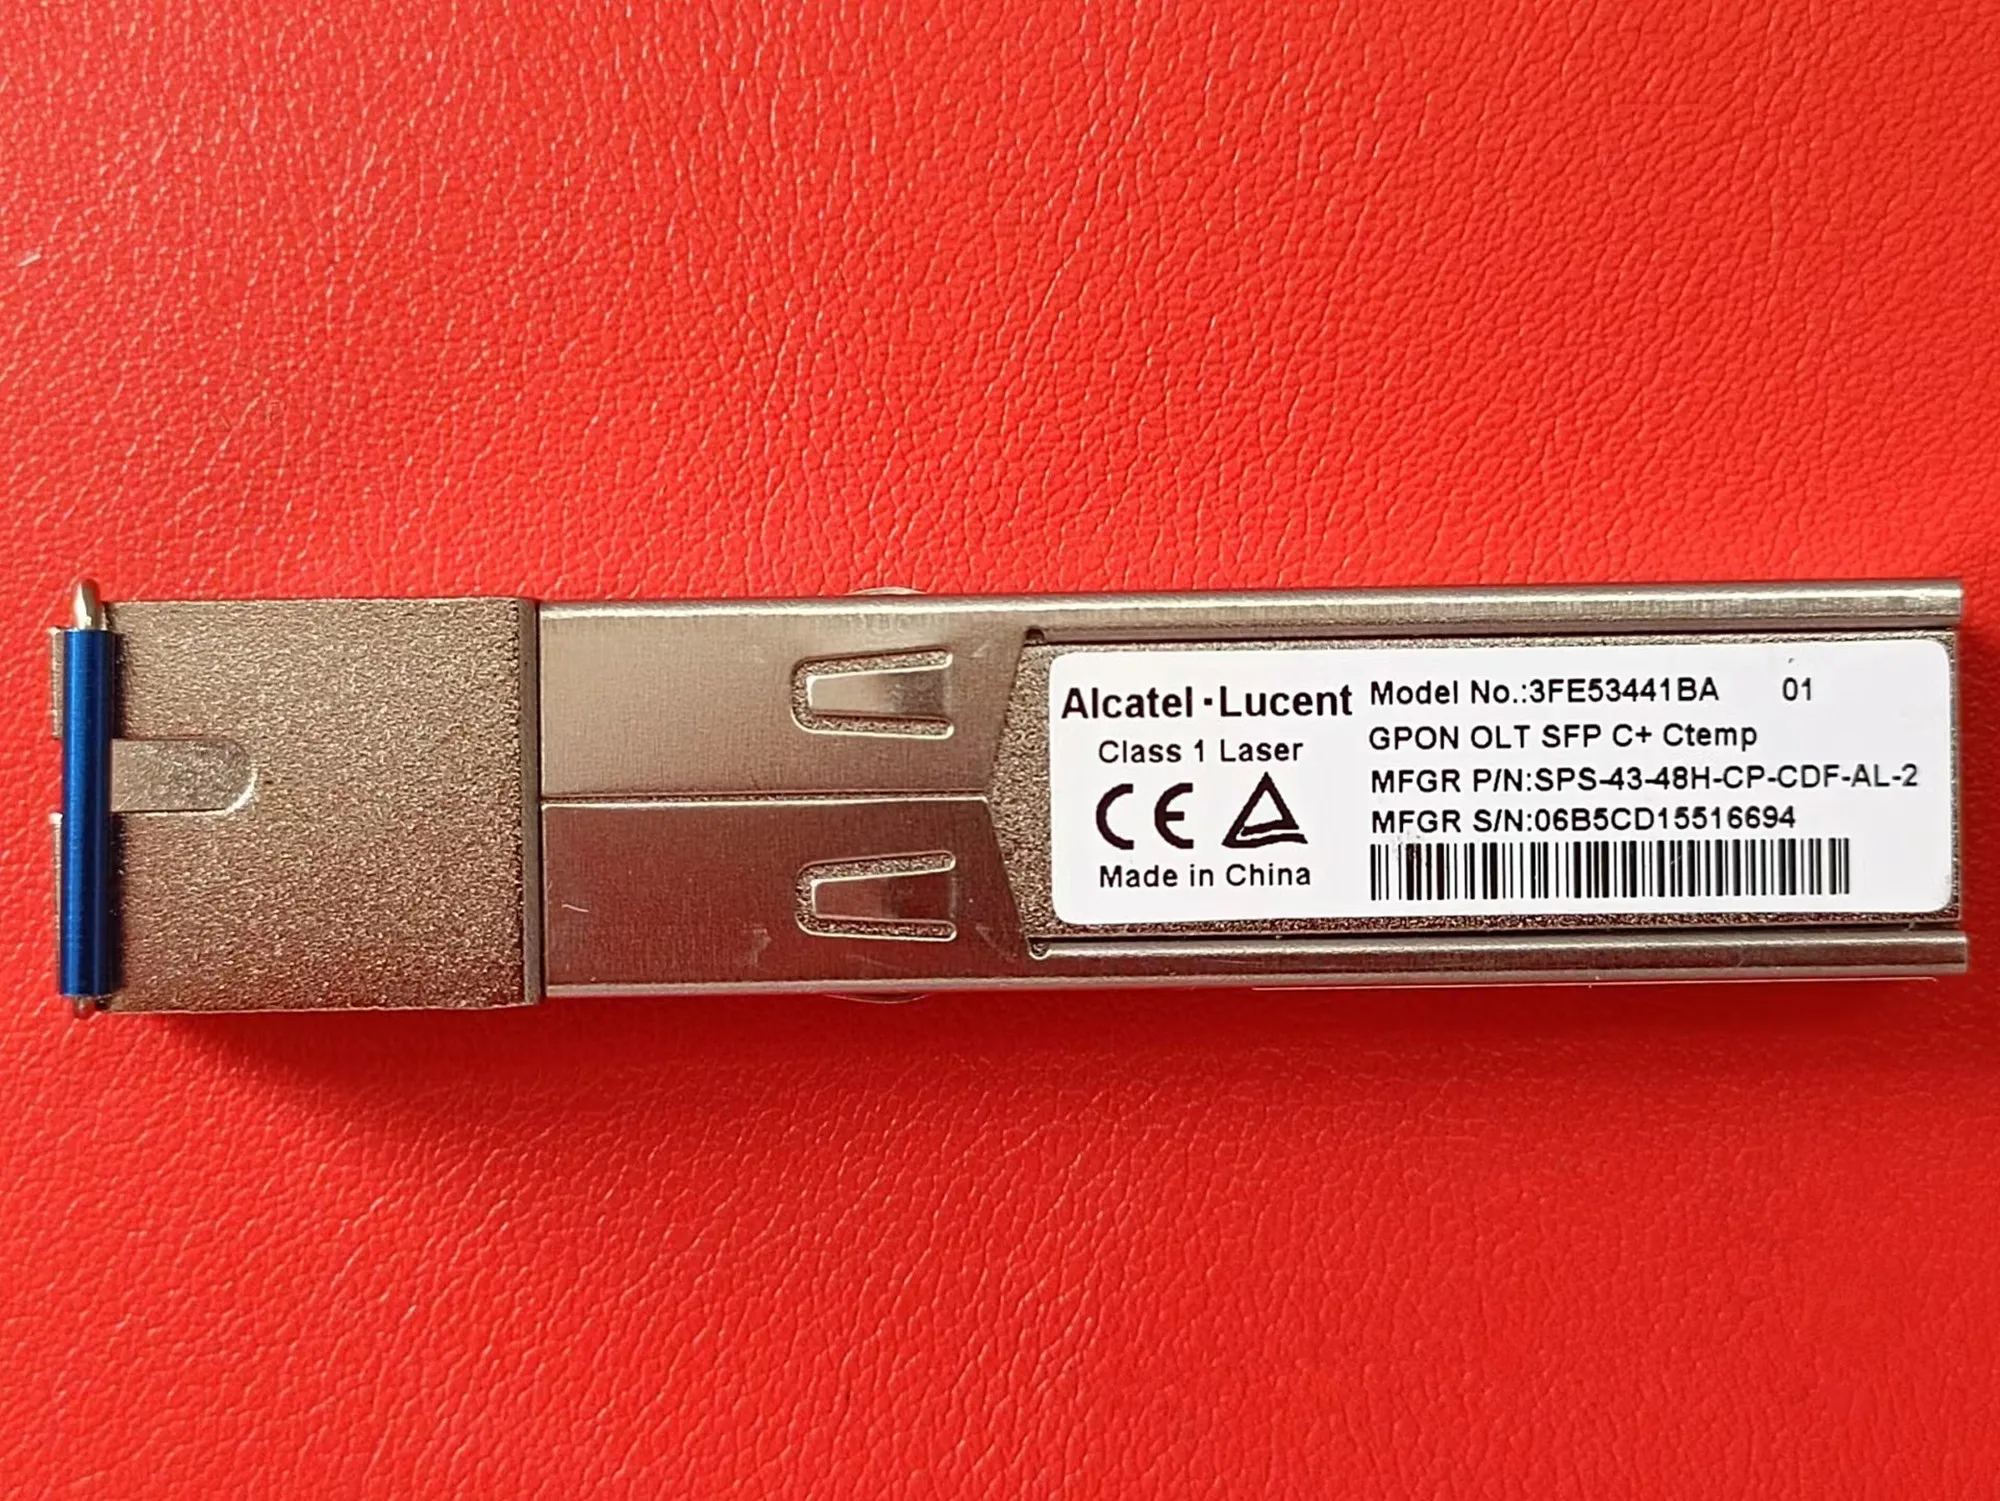 Alcatel·Lucent
Class 1 Laser
CE
Made in China
Model No.:3FE53441BA 01
GPON OLT SFP C+ Ctemp
MFGR P/N:SPS-43-48H-CP-CDF-AL-2
MFGR S/N:06B5CD15516694